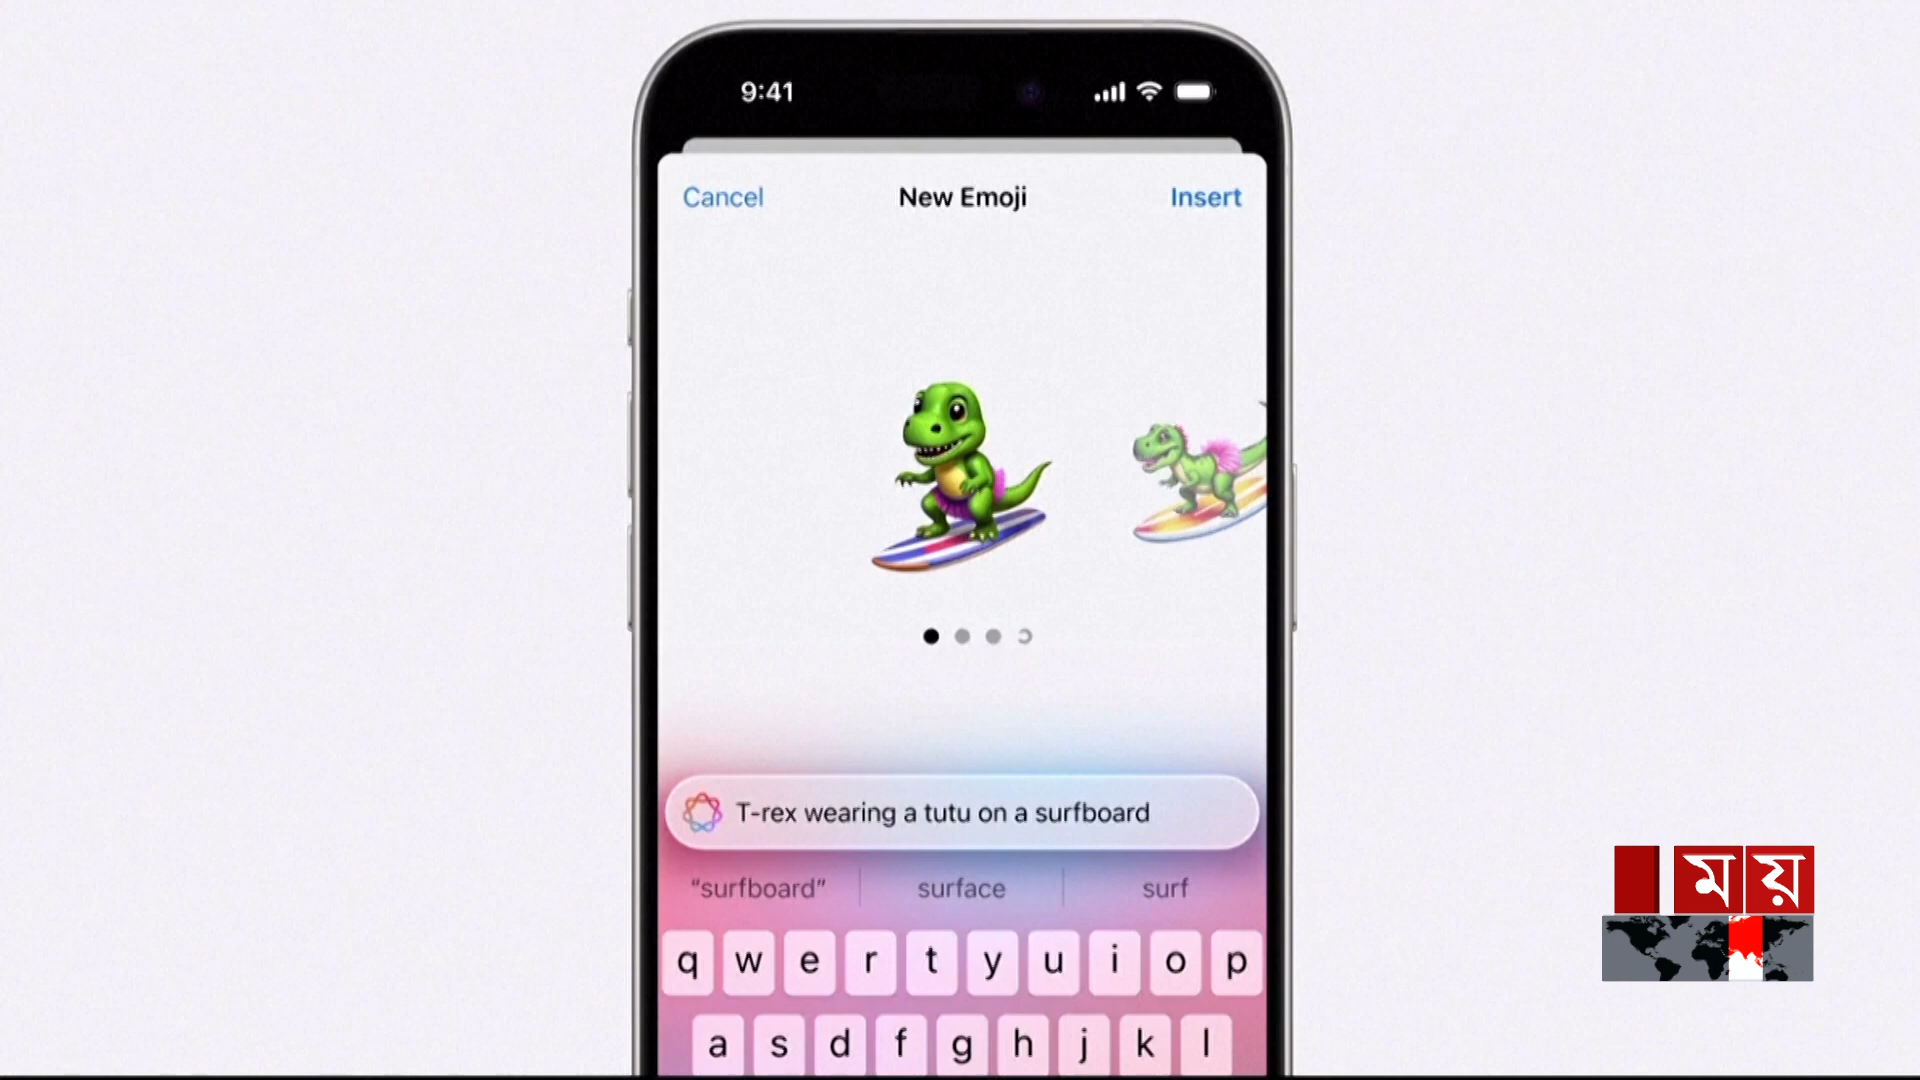 9:41
Cancel New Emoji Insert
T-rex wearing a tutu on a surfboard
“surfboard” surface surf
q w e r t y u i o p
a s d f g h j k l
ময়